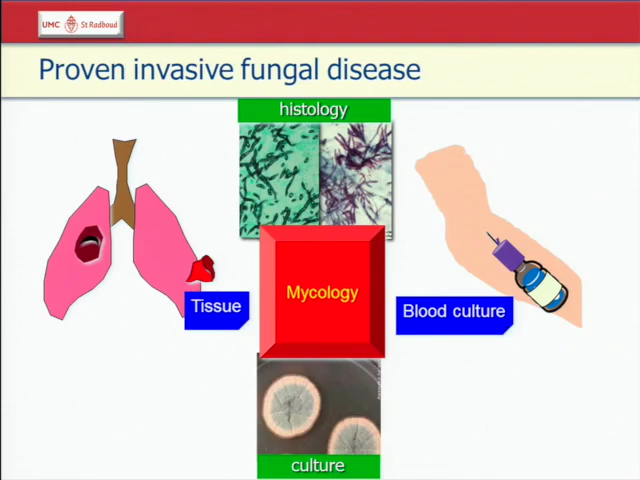 UMC St Radboud
Proven invasive fungal disease
histology
Mycology
Tissue
Blood culture
culture